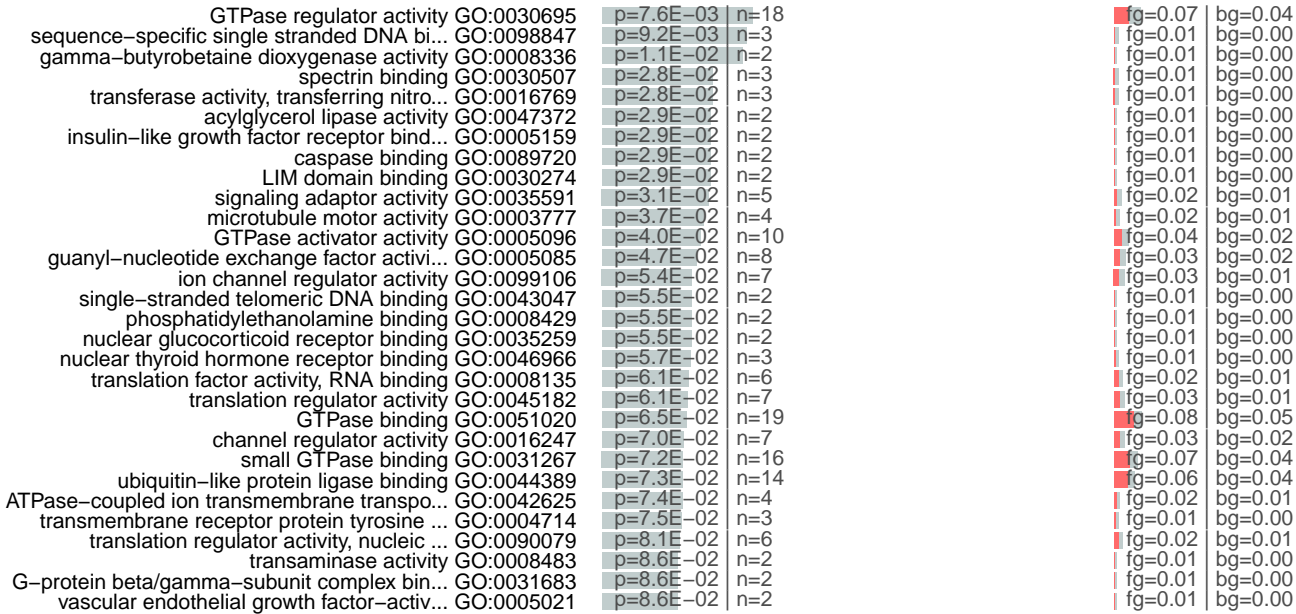 GTPase regulator activity GO:0030695 p=7.6E−03 n=18 fg=0.07 bg=0.04
sequence−specific single stranded DNA bi... GO:0098847 p=9.2E−03 n=3 fg=0.01 bg=0.00
gamma−butyrobetaine dioxygenase activity GO:0008336 p=1.1E−02 n=2 fg=0.01 bg=0.00
spectrin binding GO:0030507 p=2.8E−02 n=3 fg=0.01 bg=0.00
transferase activity, transferring nitro... GO:0016769 p=2.8E−02 n=3 fg=0.01 bg=0.00
acylglycerol lipase activity GO:0047372 p=2.9E−02 n=2 fg=0.01 bg=0.00
insulin−like growth factor receptor bind... GO:0005159 p=2.9E−02 n=2 fg=0.01 bg=0.00
caspase binding GO:0089720 p=2.9E−02 n=2 fg=0.01 bg=0.00
LIM domain binding GO:0030274 p=2.9E−02 n=2 fg=0.01 bg=0.00
signaling adaptor activity GO:0035591 p=3.1E−02 n=5 fg=0.02 bg=0.01
microtubule motor activity GO:0003777 p=3.7E−02 n=4 fg=0.02 bg=0.01
GTPase activator activity GO:0005096 p=4.0E−02 n=10 fg=0.04 bg=0.02
guanyl−nucleotide exchange factor activi... GO:0005085 p=4.7E−02 n=8 fg=0.03 bg=0.02
ion channel regulator activity GO:0099106 p=5.4E−02 n=7 fg=0.03 bg=0.01
single−stranded telomeric DNA binding GO:0043047 p=5.5E−02 n=2 fg=0.01 bg=0.00
phosphatidylethanolamine binding GO:0008429 p=5.5E−02 n=2 fg=0.01 bg=0.00
nuclear glucocorticoid receptor binding GO:0035259 p=5.5E−02 n=2 fg=0.01 bg=0.00
nuclear thyroid hormone receptor binding GO:0046966 p=5.7E−02 n=3 fg=0.01 bg=0.00
translation factor activity, RNA binding GO:0008135 p=6.1E−02 n=6 fg=0.02 bg=0.01
translation regulator activity GO:0045182 p=6.1E−02 n=7 fg=0.03 bg=0.01
GTPase binding GO:0051020 p=6.5E−02 n=19 fg=0.08 bg=0.05
channel regulator activity GO:0016247 p=7.0E−02 n=7 fg=0.03 bg=0.02
small GTPase binding GO:0031267 p=7.2E−02 n=16 fg=0.07 bg=0.04
ubiquitin−like protein ligase binding GO:0044389 p=7.3E−02 n=14 fg=0.06 bg=0.04
ATPase−coupled ion transmembrane transpo... GO:0042625 p=7.4E−02 n=4 fg=0.02 bg=0.01
transmembrane receptor protein tyrosine ... GO:0004714 p=7.5E−02 n=3 fg=0.01 bg=0.00
translation regulator activity, nucleic ... GO:0090079 p=8.1E−02 n=6 fg=0.02 bg=0.01
transaminase activity GO:0008483 p=8.6E−02 n=2 fg=0.01 bg=0.00
G−protein beta/gamma−subunit complex bin... GO:0031683 p=8.6E−02 n=2 fg=0.01 bg=0.00
vascular endothelial growth factor−activ... GO:0005021 p=8.6E−02 n=2 fg=0.01 bg=0.00